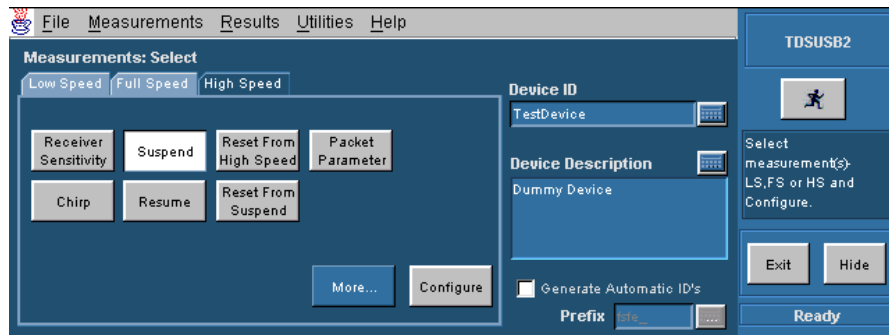 File Measurements Results Utilities Help
TDSUSB2
Measurements: Select
Low Speed Full Speed High Speed
Receiver Sensitivity
Suspend
Reset From High Speed
Packet Parameter
Chirp
Resume
Reset From Suspend
More...
Configure
Device ID
TestDevice
Device Description
Dummy Device
Generate Automatic ID's
Prefix
...
Select
measurement(s)-
LS,FS or HS and
Configure.
Exit
Hide
Ready